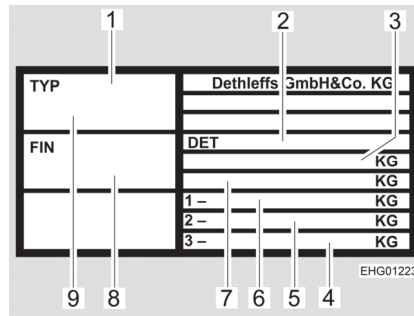 1
2
3
TYP
Dethleffs GmbH&Co. KG
FIN
DET
KG
KG
1 – KG
2 – KG
3 – KG
EHG01223
9
8
7
6
5
4